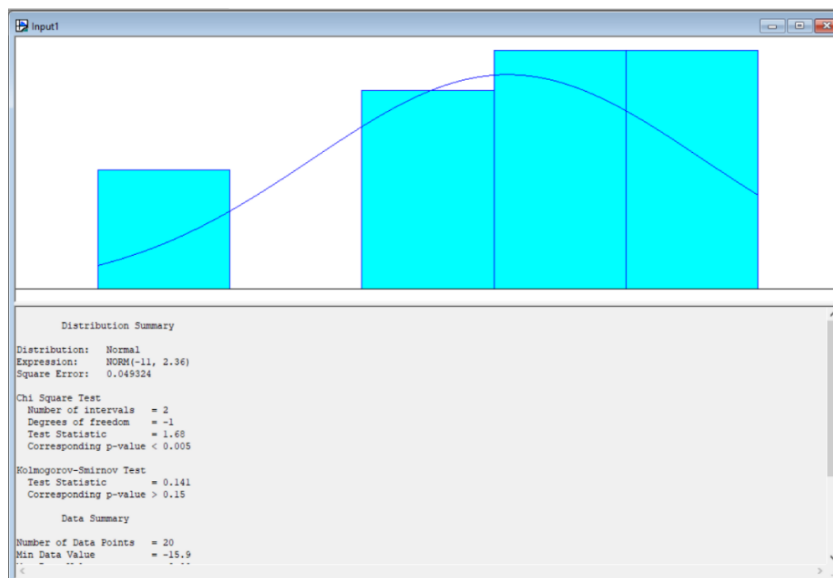 Input1
Distribution Summary
Distribution: Normal
Expression: NORM(-11, 2.36)
Square Error: 0.049324
Chi Square Test
Number of intervals = 2
Degrees of freedom = -1
Test Statistic = 1.68
Corresponding p-value < 0.005
Kolmogorov-Smirnov Test
Test Statistic = 0.141
Corresponding p-value > 0.15
Data Summary
Number of Data Points = 20
Min Data Value = -15.9